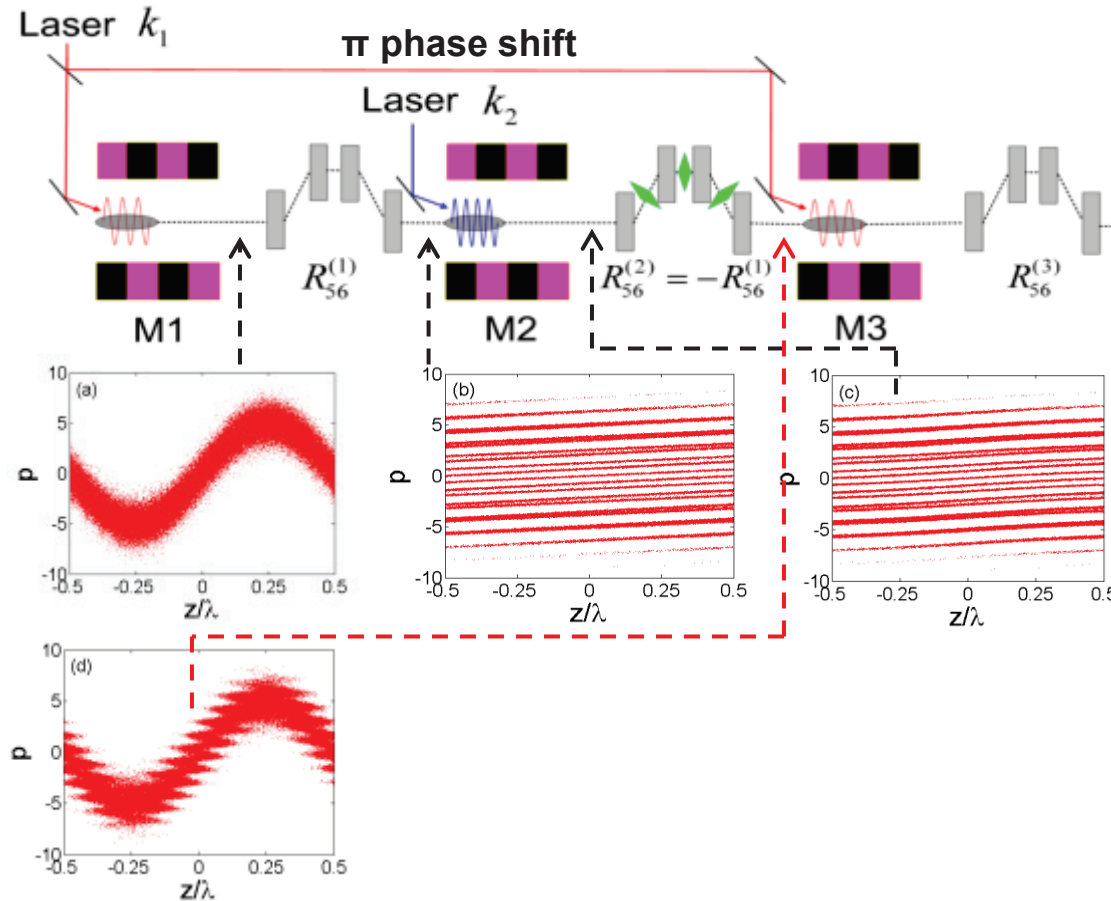 Laser k₁
π phase shift
Laser k₂
R₅₆⁽¹⁾
R₅₆⁽²⁾ = −R₅₆⁽¹⁾
R₅₆⁽³⁾
M1
M2
M3
(a)
10
5
0
-5
-10
p
-0.5 -0.25 0 0.25 0.5
z/λ
(b)
10
5
0
-5
-10
p
-0.5 -0.25 0 0.25 0.5
z/λ
(c)
10
5
0
-5
-10
p
-0.5 -0.25 0 0.25 0.5
z/λ
(d)
10
5
0
-5
-10
p
-0.5 -0.25 0 0.25 0.5
z/λ